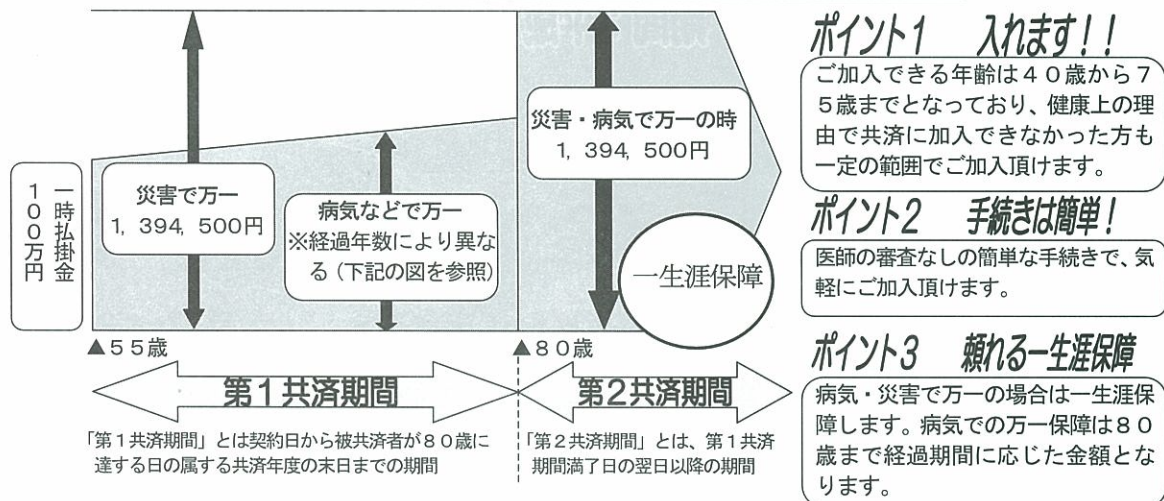 一時払掛金
100万円
災害で万一
1,394,500円
病気などで万一
※経過年数により異な
る(下記の図を参照)
災害・病気で万一の時
1,394,500円
一生涯保障
▲55歳
▲80歳
第1共済期間
第2共済期間
「第1共済期間」とは契約日から被共済者が80歳に
達する日の属する共済年度の末日までの期間
「第2共済期間」とは、第1共済
期間満了日の翌日以降の期間
ポイント1 入れます!!
ご加入できる年齢は40歳から7
5歳までとなっており、健康上の理
由で共済に加入できなかった方も
一定の範囲でご加入頂けます。
ポイント2 手続きは簡単!
医師の審査なしの簡単な手続きで、気
軽にご加入頂けます。
ポイント3 頼れる一生涯保障
病気・災害で万一の場合は一生涯保
障します。病気での万一保障は80
歳まで経過期間に応じた金額とな
ります。